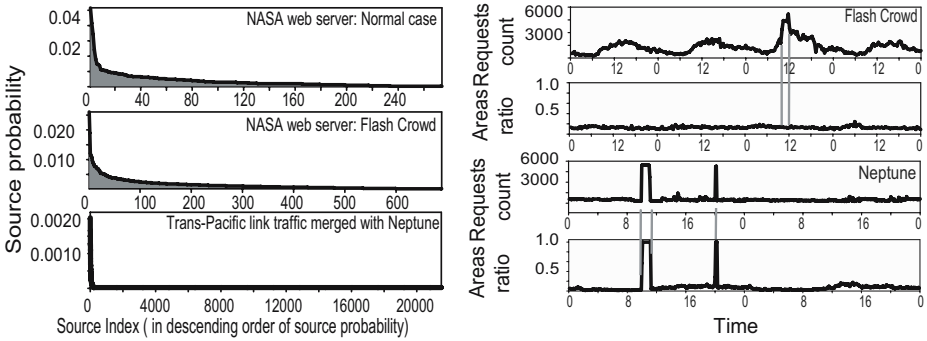 Source probability
NASA web server: Normal case
0.04
0.02
0 40 80 120 160 200 240
NASA web server: Flash Crowd
0.020
0.010
0 100 200 300 400 500 600
Trans-Pacific link traffic merged with Neptune
0.0020
0.0010
0 4000 8000 12000 16000 20000
Source Index ( in descending order of source probability)
Requests count
6000
3000
Flash Crowd
0 12 0 12 0 12 0 12 0
Areas ratio
1.0
0.5
0 12 0 12 0 12 0 12 0
Requests count
6000
3000
Neptune
0 8 16 0 8 16 0
Areas ratio
1.0
0.5
0 8 16 0 8 16 0
Time